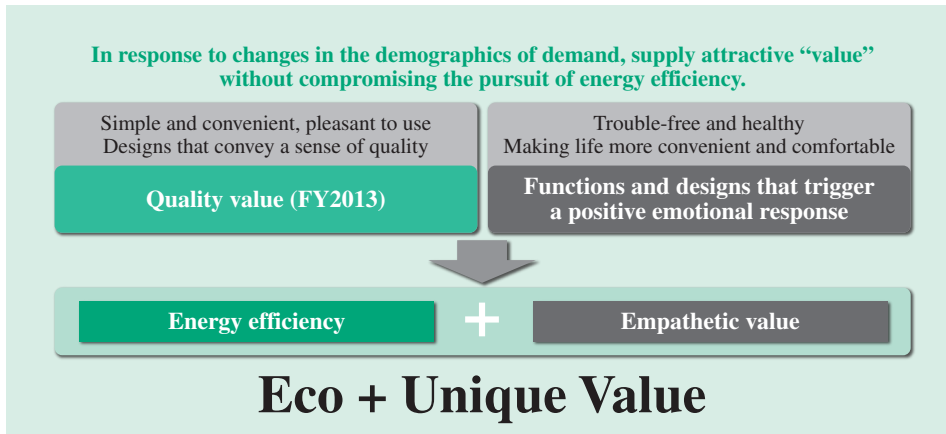 In response to changes in the demographics of demand, supply attractive “value”
without compromising the pursuit of energy efficiency.
Simple and convenient, pleasant to use
Designs that convey a sense of quality
Quality value (FY2013)
Trouble-free and healthy
Making life more convenient and comfortable
Functions and designs that trigger
a positive emotional response
Energy efficiency
+
Empathetic value
Eco + Unique Value